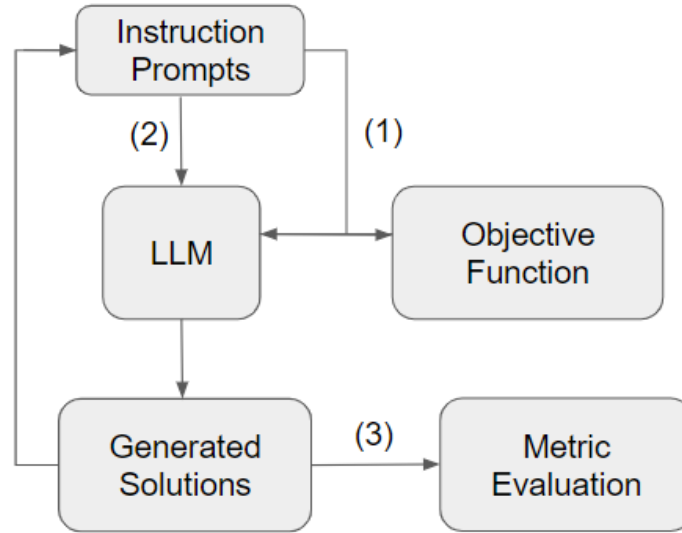 Instruction
Prompts
(2)
(1)
LLM
Objective
Function
Generated
Solutions
(3)
Metric
Evaluation